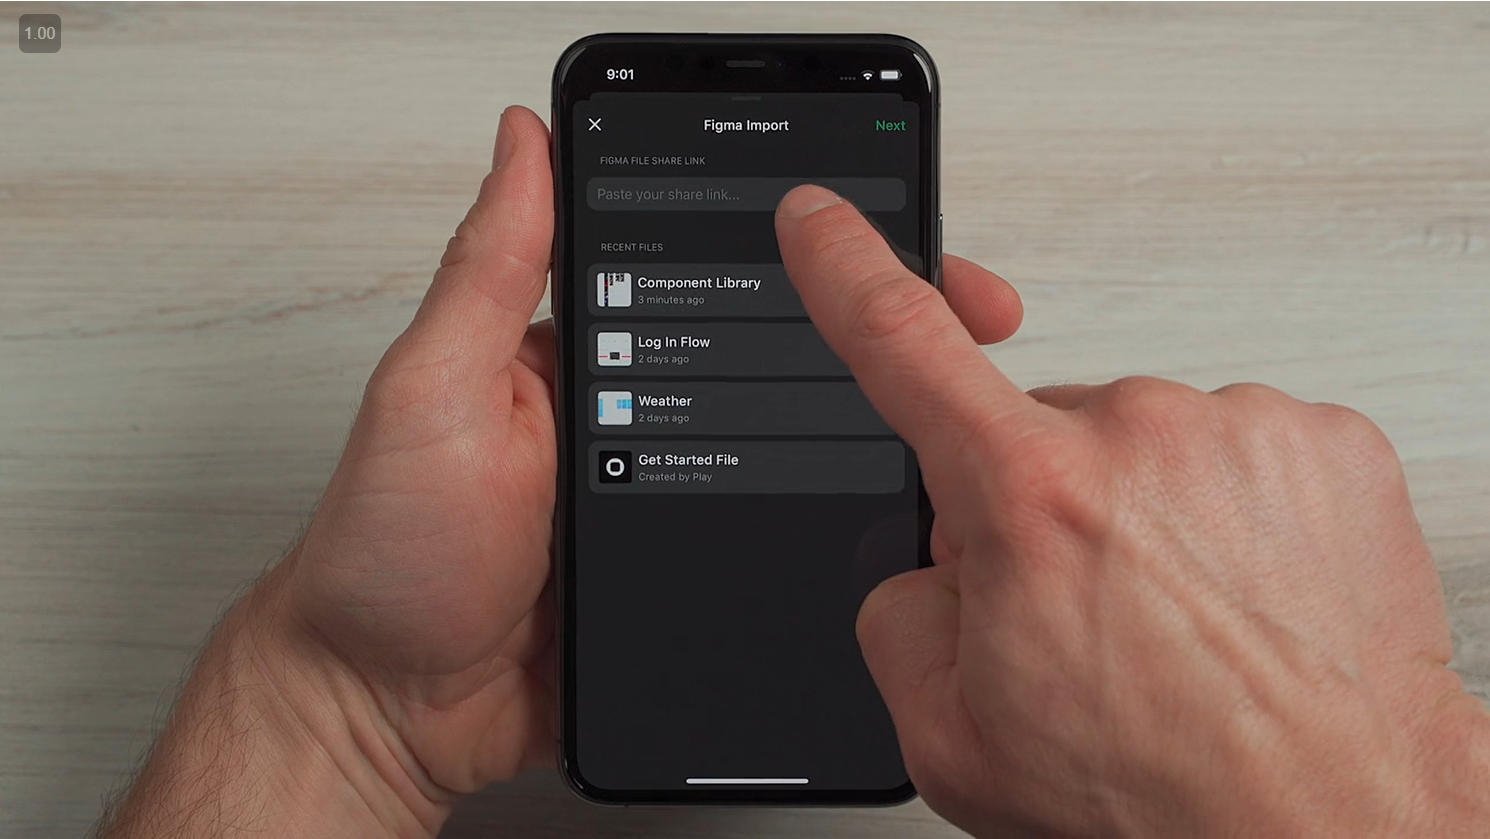 1.00
9:01
Figma Import
Next
FIGMA FILE SHARE LINK
Paste your share link...
RECENT FILES
Component Library
3 minutes ago
Log In Flow
2 days ago
Weather
2 days ago
Get Started File
Created by Play